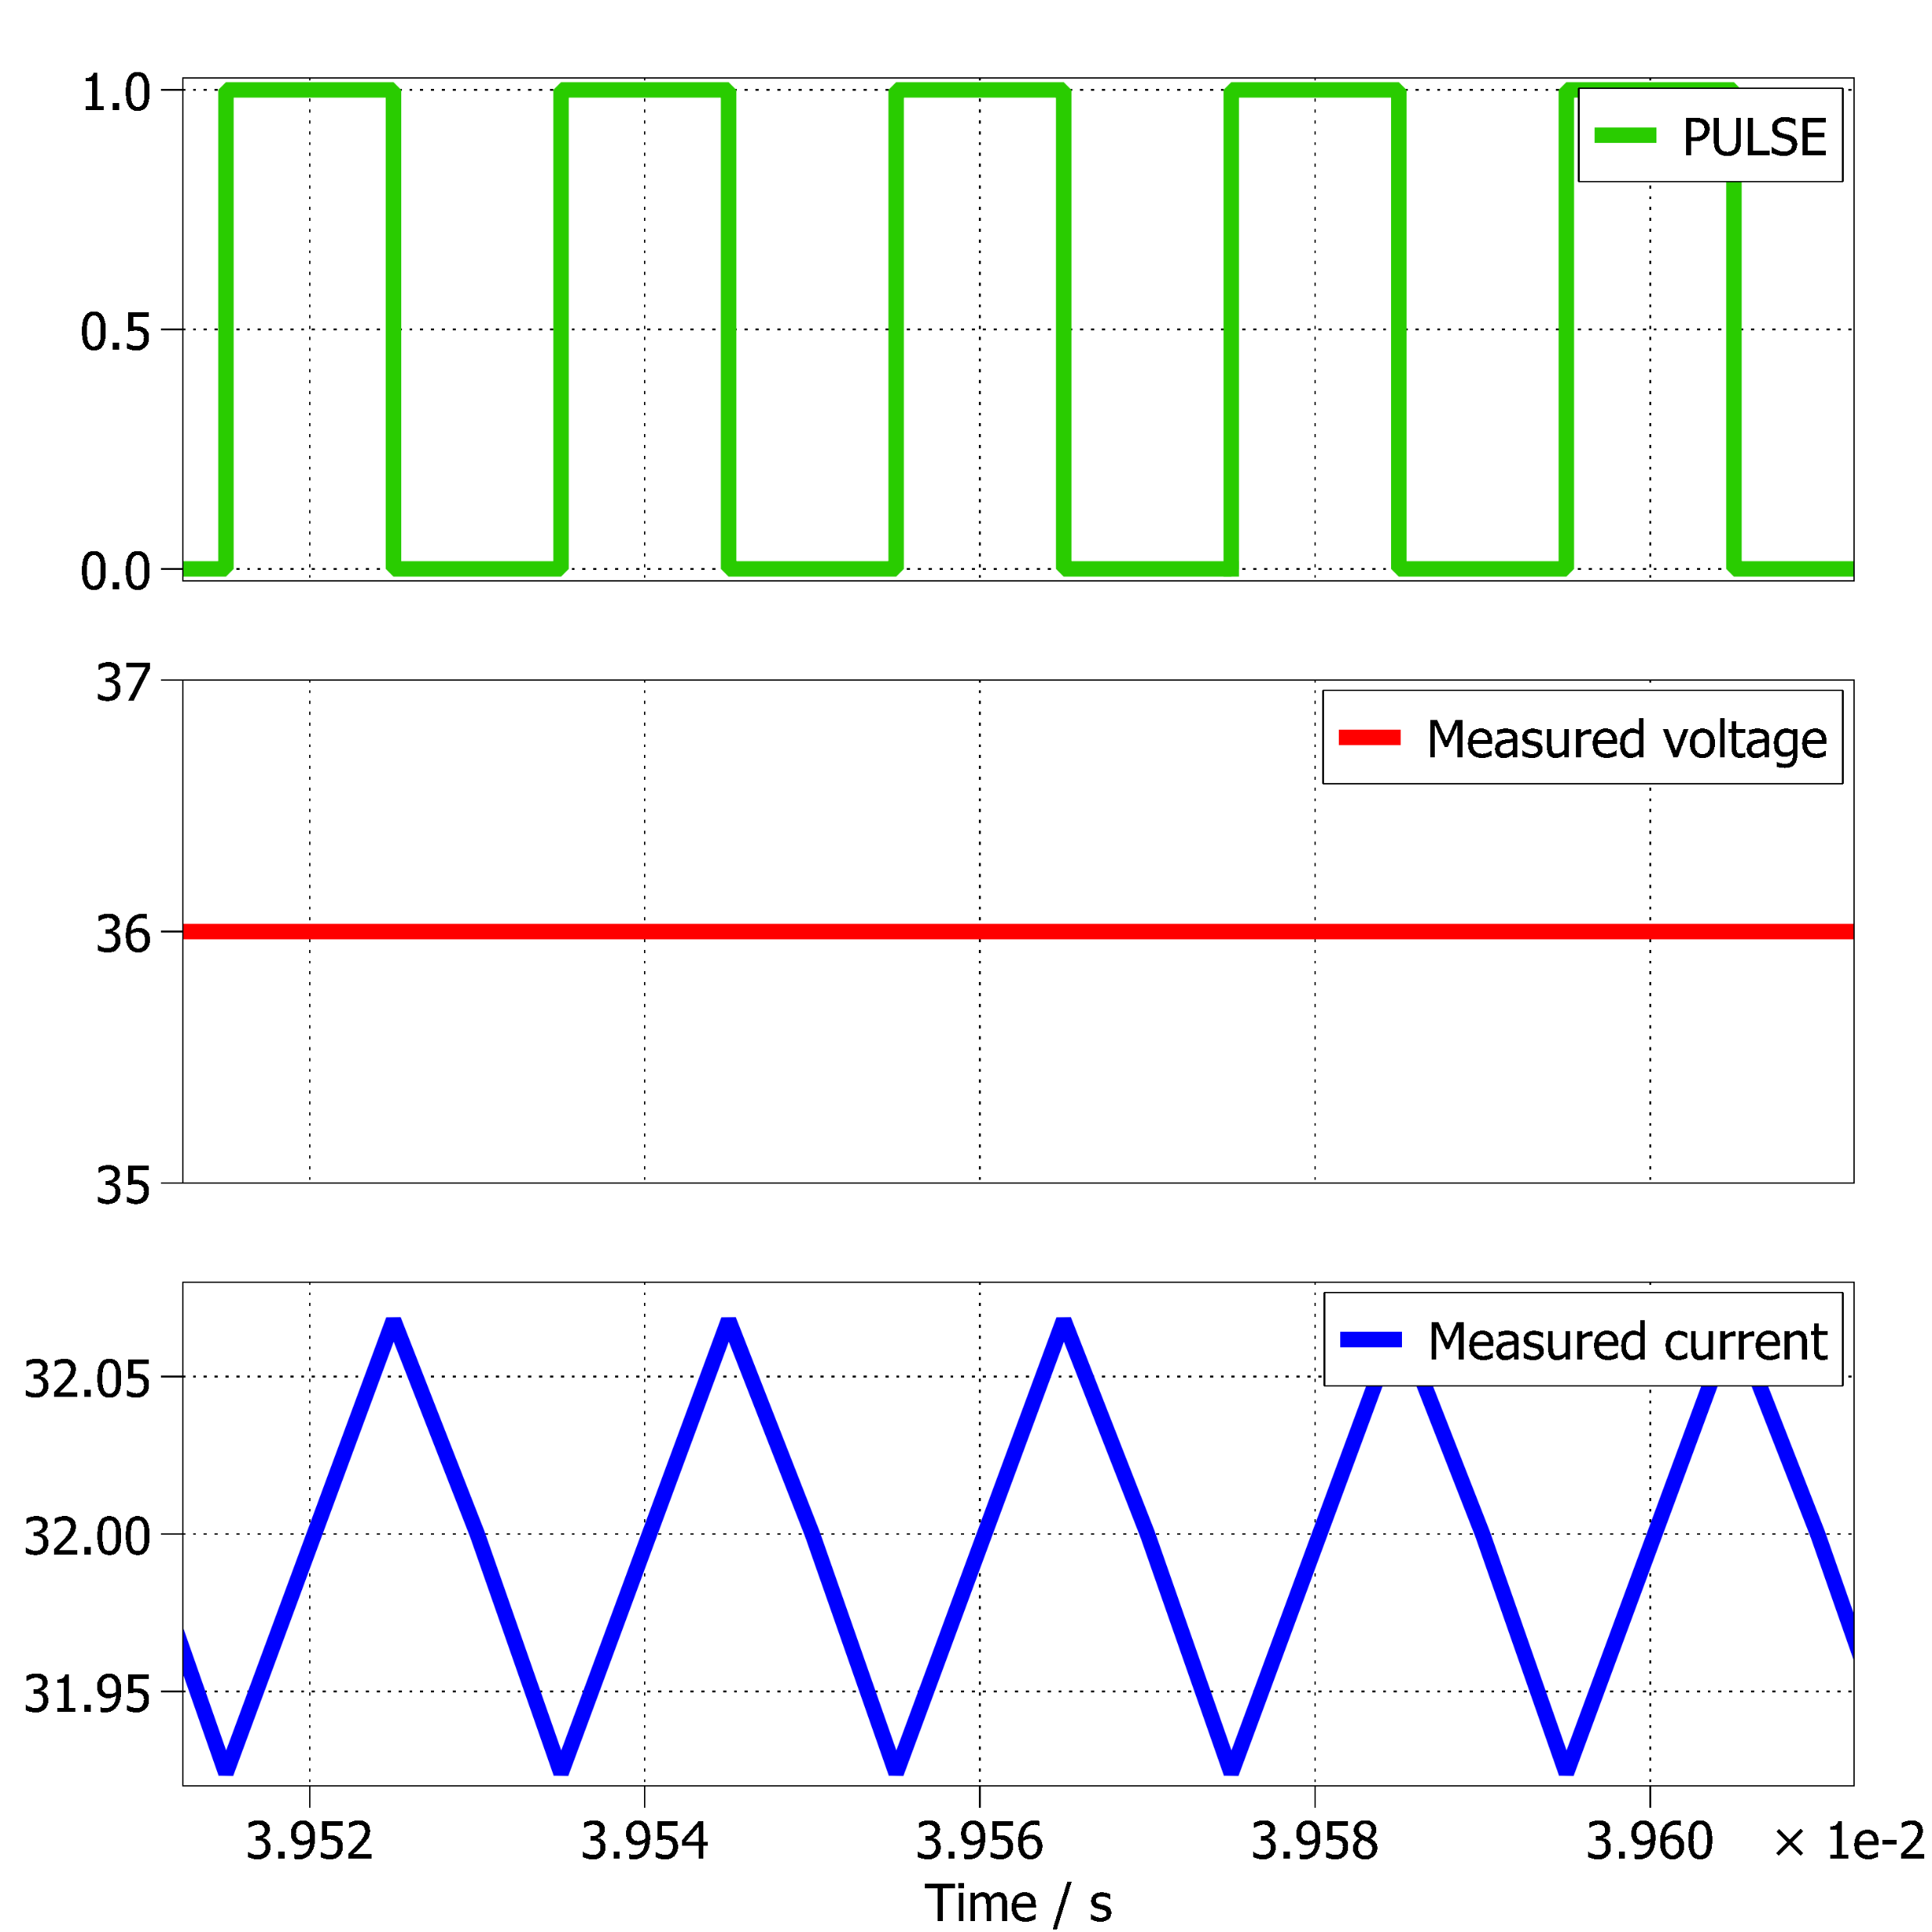 1.0
PULSE
0.5
0.0
37
Measured voltage
36
35
Measured current
32.05
32.00
31.95
3.952 3.954 3.956 3.958 3.960 × 1e-2
Time / s